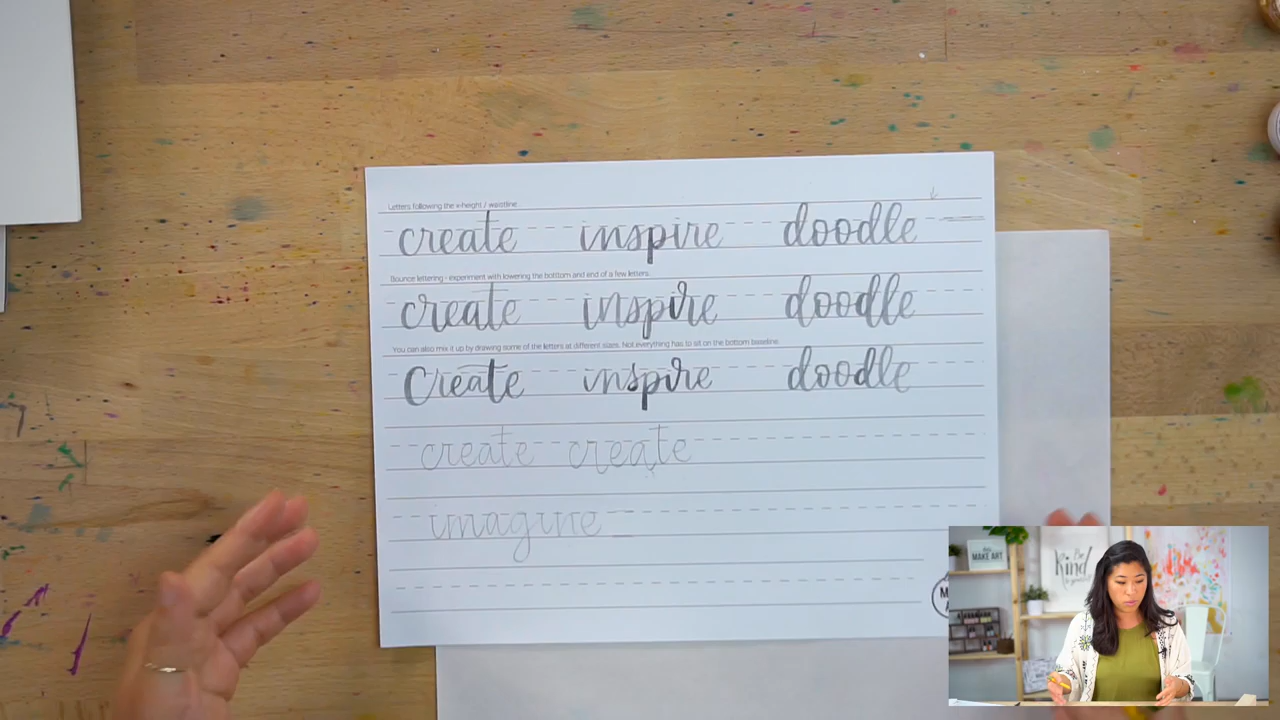 Letters following the x-height / waistline
create inspire doodle
Bounce lettering - experiment with lowering the bottom and end of a few letters.
create inspire doodle
You can also mix it up by drawing some of the letters at different sizes. Not everything has to sit on the bottom baseline.
Create inspire doodle
create create
imagine
M
MAKE ART
Be
Kind